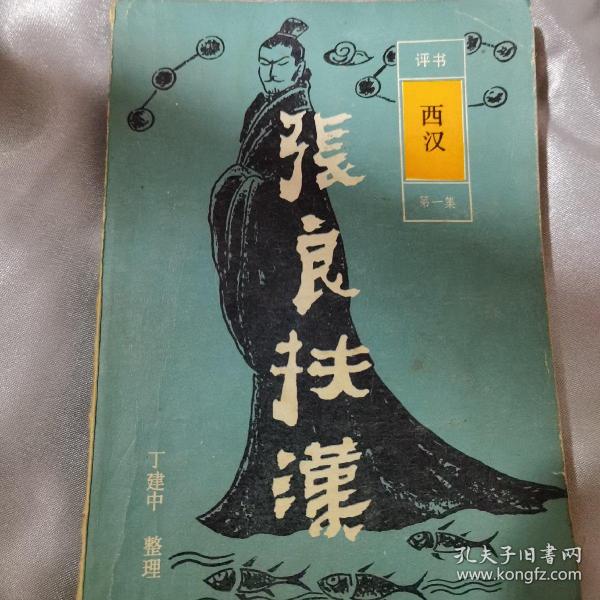 评书
西汉
第一集
張良扶漢
丁建中 整理
孔夫子旧书网
www.kongfz.com